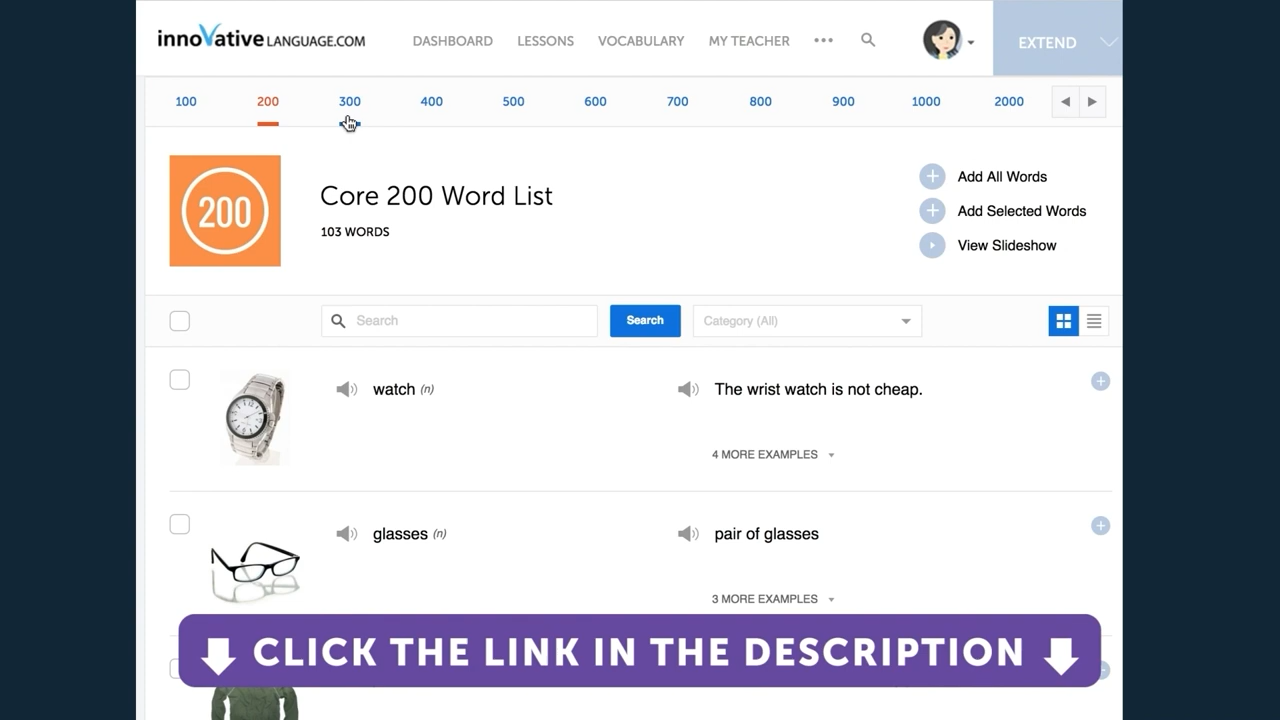 innovative LANGUAGE.COM DASHBOARD LESSONS VOCABULARY MY TEACHER ••• EXTEND
100 200 300 400 500 600 700 800 900 1000 2000
200
Core 200 Word List
103 WORDS
Add All Words
Add Selected Words
View Slideshow
Search Search Category (All)
watch (n) The wrist watch is not cheap.
4 MORE EXAMPLES
glasses (n) pair of glasses
3 MORE EXAMPLES
CLICK THE LINK IN THE DESCRIPTION